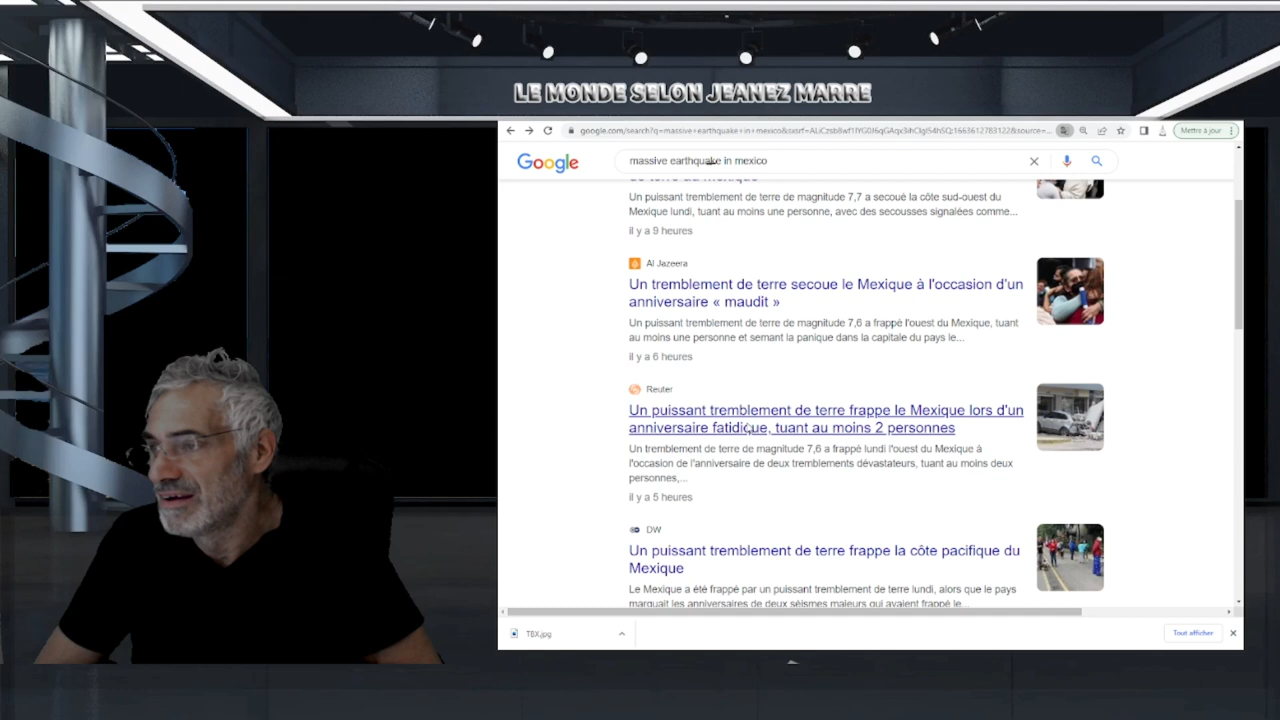 LE MONDE SELON JEANEZ MARRE
Mettre à jour
Google
massive earthquake in mexico
Un puissant tremblement de terre de magnitude 7,7 a secoué la côte sud-ouest du
Mexique lundi, tuant au moins une personne, avec des secousses signalées comme...
il y a 9 heures
Al Jazeera
Un tremblement de terre secoue le Mexique à l'occasion d'un
anniversaire « maudit »
Un puissant tremblement de terre de magnitude 7,6 a frappé l'ouest du Mexique, tuant
au moins une personne et semant la panique dans la capitale du pays le...
il y a 6 heures
Reuter
Un puissant tremblement de terre frappe le Mexique lors d'un
anniversaire fatidique, tuant au moins 2 personnes
Un tremblement de terre de magnitude 7,6 a frappé lundi l'ouest du Mexique à
l'occasion de l'anniversaire de deux tremblements dévastateurs, tuant au moins deux
personnes,...
il y a 5 heures
DW
Un puissant tremblement de terre frappe la côte pacifique du
Mexique
Le Mexique a été frappé par un puissant tremblement de terre lundi, alors que le pays
marquait les anniversaires de deux séismes majeurs qui avaient frappé le...
TBX.jpg
Tout afficher